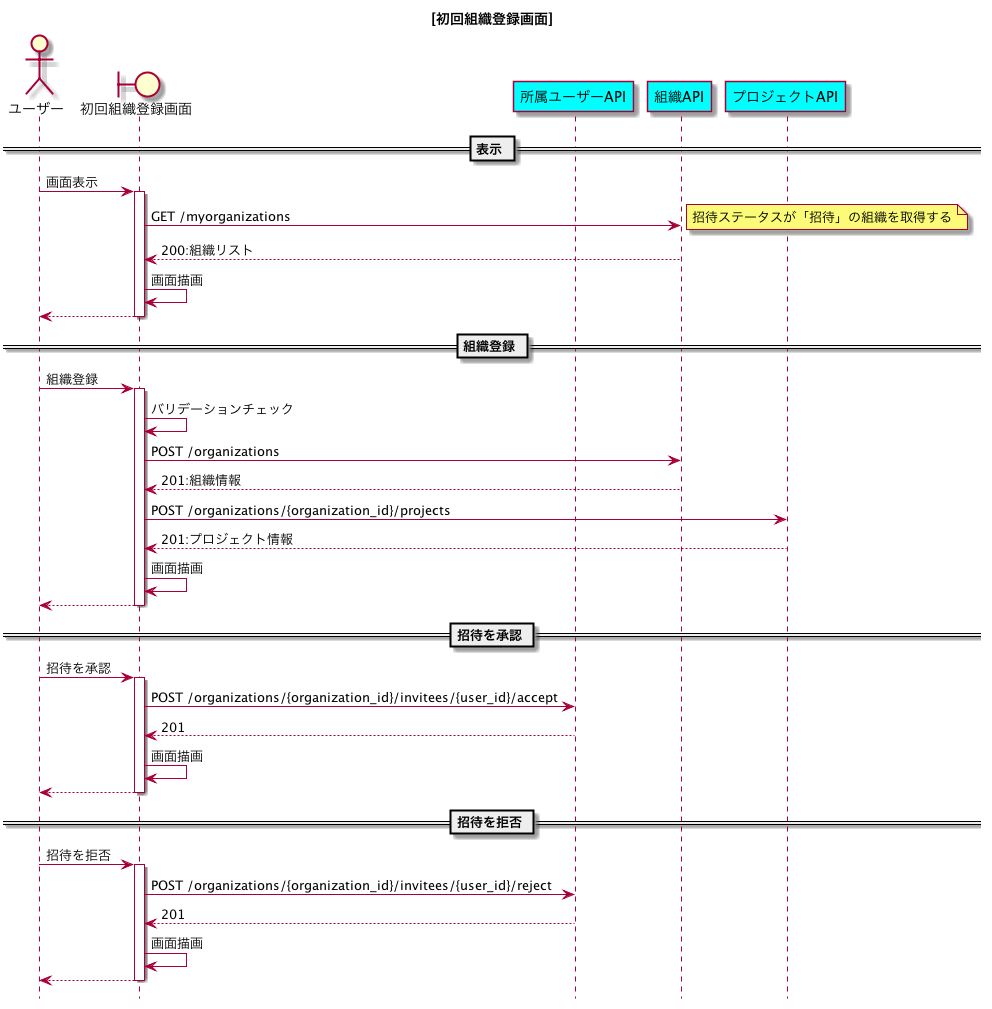 [初回組織登録画面]
ユーザー
初回組織登録画面
所属ユーザーAPI
組織API
プロジェクトAPI
表示
画面表示
GET /myorganizations
招待ステータスが「招待」の組織を取得する
200:組織リスト
画面描画
組織登録
組織登録
バリデーションチェック
POST /organizations
201:組織情報
POST /organizations/{organization_id}/projects
201:プロジェクト情報
画面描画
招待を承認
招待を承認
POST /organizations/{organization_id}/invitees/{user_id}/accept
201
画面描画
招待を拒否
招待を拒否
POST /organizations/{organization_id}/invitees/{user_id}/reject
201
画面描画